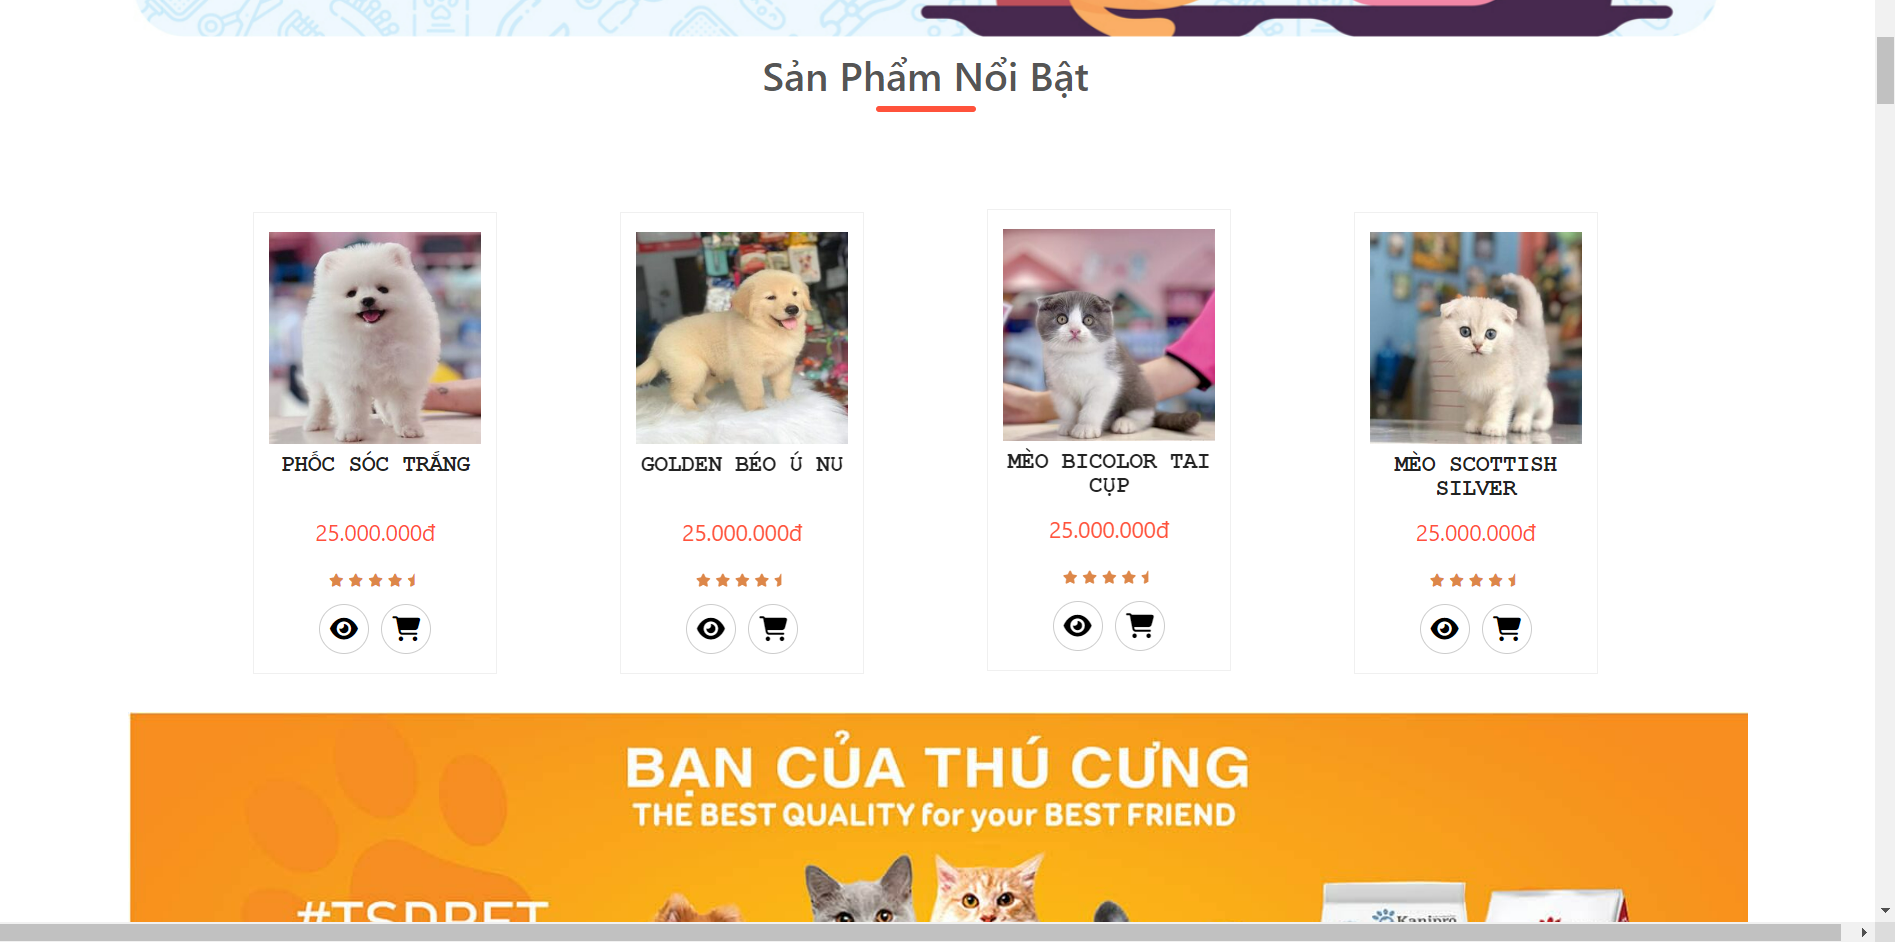 Sản Phẩm Nổi Bật
PHỐC SÓC TRẮNG
25.000.000đ
GOLDEN BÉO Ú NU
25.000.000đ
MÈO BICOLOR TAI
CỤP
25.000.000đ
MÈO SCOTTISH
SILVER
25.000.000đ
BẠN CỦA THÚ CƯNG
THE BEST QUALITY for your BEST FRIEND
#TSDPET
Kanipro